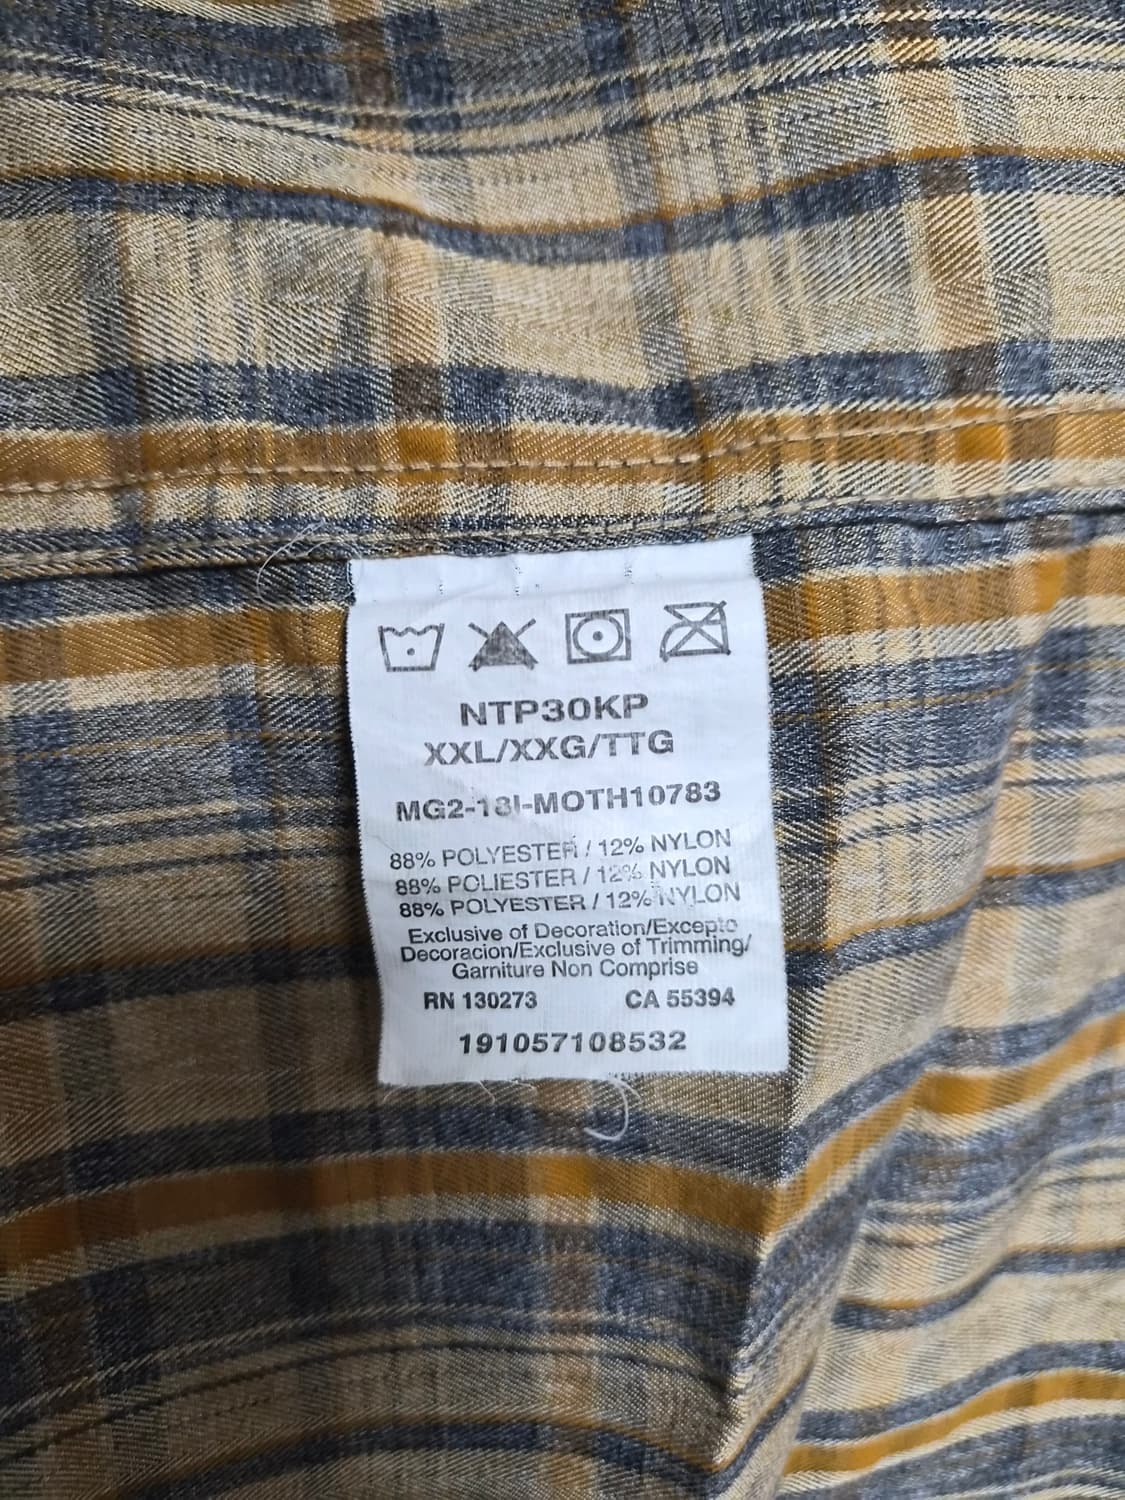 NTP30KP
XXL/XXG/TTG
MG2-18I-MOTH10783
88% POLYESTER / 12% NYLON
88% POLIESTER / 12% NYLON
88% POLYESTER / 12% NYLON
Exclusive of Decoration/Excepto
Decoracion/Exclusive of Trimming/
Garniture Non Comprise
RN 130273 CA 55394
191057108532